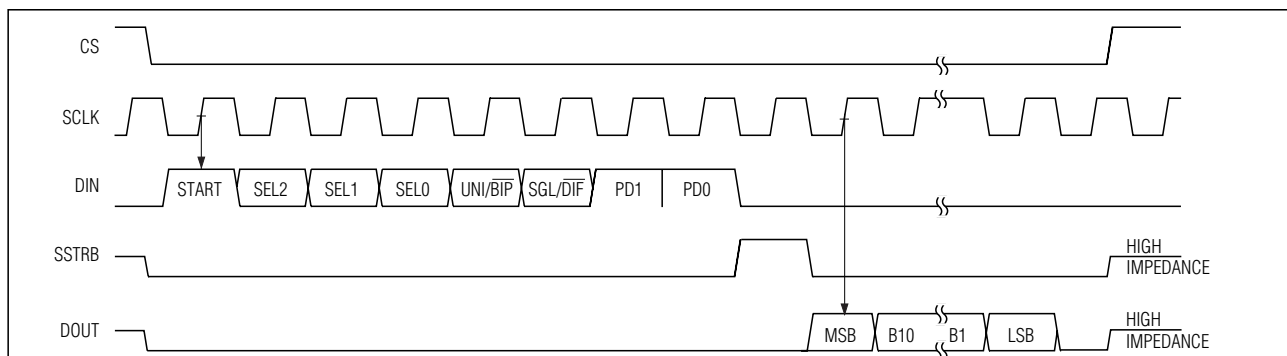 CS
SCLK
DIN START SEL2 SEL1 SEL0 UNI/BIP SGL/DIF PD1 PD0
SSTRB HIGH
IMPEDANCE
DOUT MSB B10 B1 LSB HIGH
IMPEDANCE